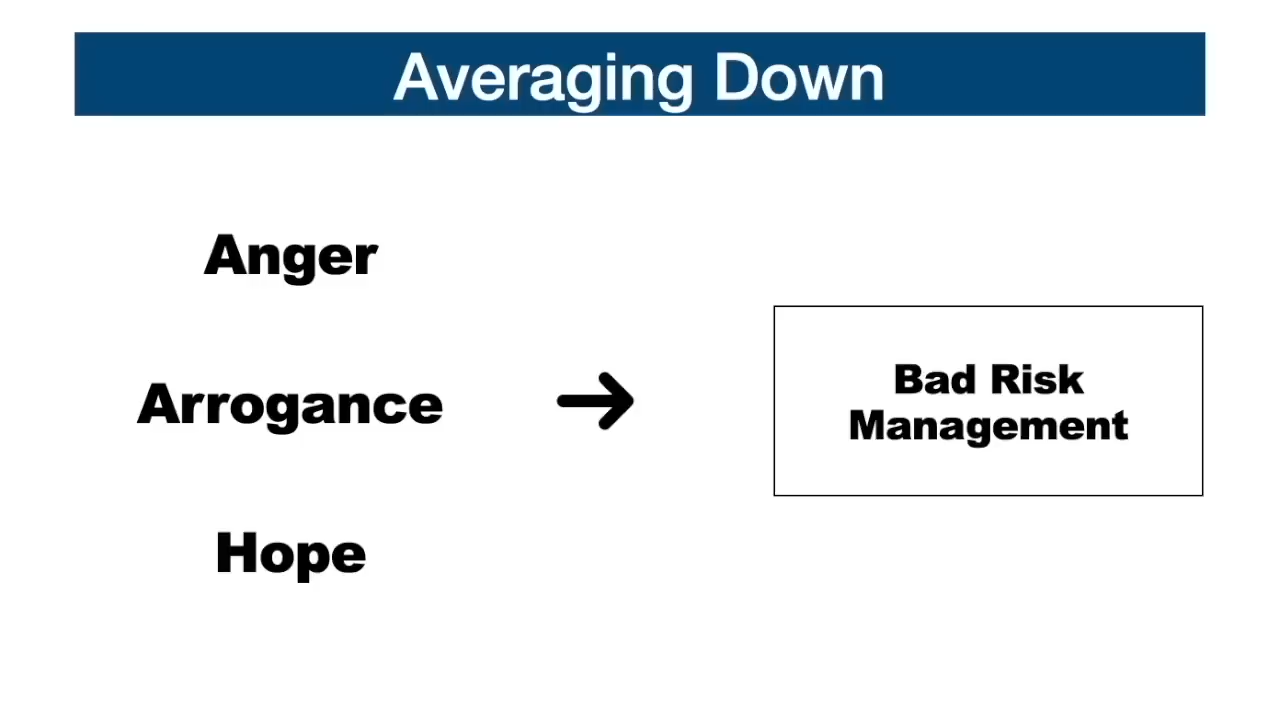 Averaging Down
Anger
Arrogance
Hope
Bad Risk
Management